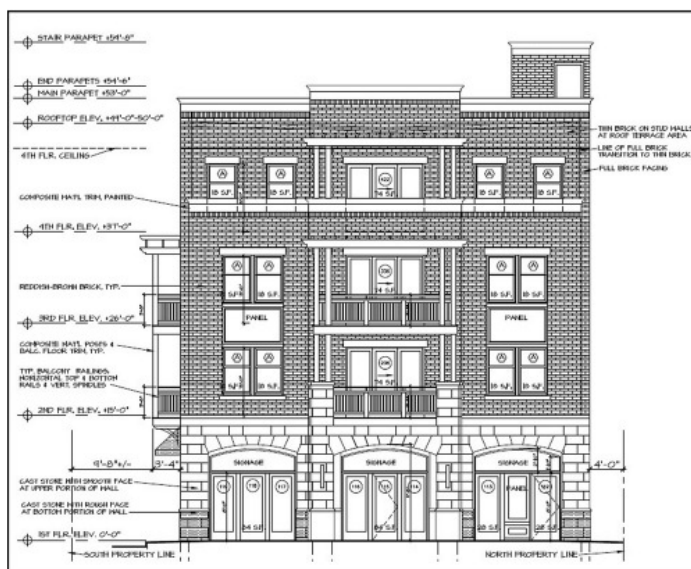 STAIR PARAPET +54'-8"
END PARAPETS +54'-6"
MAIN PARAPET +53'-0"
ROOFTOP ELEV. +49'-0"-50'-0"
4TH FLR. CEILING
COMPOSITE MAT'L TRIM, PAINTED
4TH FLR. ELEV. +37'-0"
REDDISH-BROWN BRICK, TYP.
3RD FLR. ELEV. +26'-0"
COMPOSITE MAT'L POSTS &
BALC. FLOOR TRIM, TYP.
TYP. BALCONY RAILINGS,
HORIZONTAL TOP & BOTTOM
RAILS & VERT. SPINDLES
2ND FLR. ELEV. +15'-0"
9'-8"+/-
3'-4"
CAST STONE WITH SMOOTH FACE
AT UPPER PORTION OF WALL
CAST STONE WITH ROUGH FACE
AT BOTTOM PORTION OF WALL
1ST FLR. ELEV. 0'-0"
SOUTH PROPERTY LINE
THIN BRICK ON STUD WALLS
AT ROOF TERRACE AREA
LINE OF FULL BRICK
TRANSITION TO THIN BRICK
FULL BRICK FACING
A
A
A
A
18 S.F.
18 S.F.
18 S.F.
18 S.F.
A
A
A
A
18 S.F.
18 S.F.
PANEL
PANEL
A
A
A
A
18 S.F.
18 S.F.
SIGNAGE
SIGNAGE
SIGNAGE
PANEL
4'-0"
NORTH PROPERTY LINE